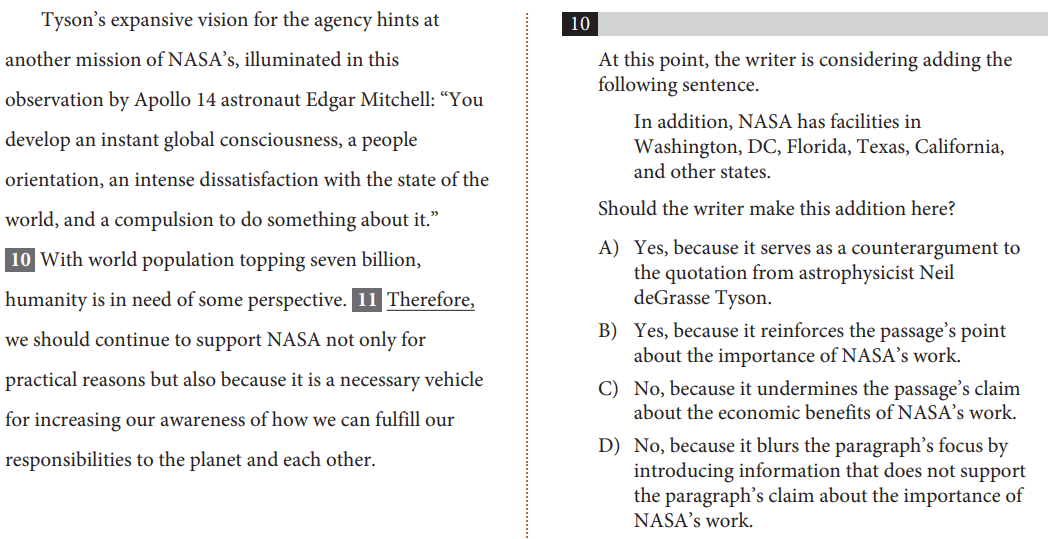 Tyson’s expansive vision for the agency hints at
another mission of NASA’s, illuminated in this
observation by Apollo 14 astronaut Edgar Mitchell: “You
develop an instant global consciousness, a people
orientation, an intense dissatisfaction with the state of the
world, and a compulsion to do something about it.”
10 With world population topping seven billion,
humanity is in need of some perspective. 11 Therefore,
we should continue to support NASA not only for
practical reasons but also because it is a necessary vehicle
for increasing our awareness of how we can fulfill our
responsibilities to the planet and each other.
10
At this point, the writer is considering adding the
following sentence.
In addition, NASA has facilities in
Washington, DC, Florida, Texas, California,
and other states.
Should the writer make this addition here?
A) Yes, because it serves as a counterargument to
the quotation from astrophysicist Neil
deGrasse Tyson.
B) Yes, because it reinforces the passage’s point
about the importance of NASA’s work.
C) No, because it undermines the passage’s claim
about the economic benefits of NASA’s work.
D) No, because it blurs the paragraph’s focus by
introducing information that does not support
the paragraph’s claim about the importance of
NASA’s work.